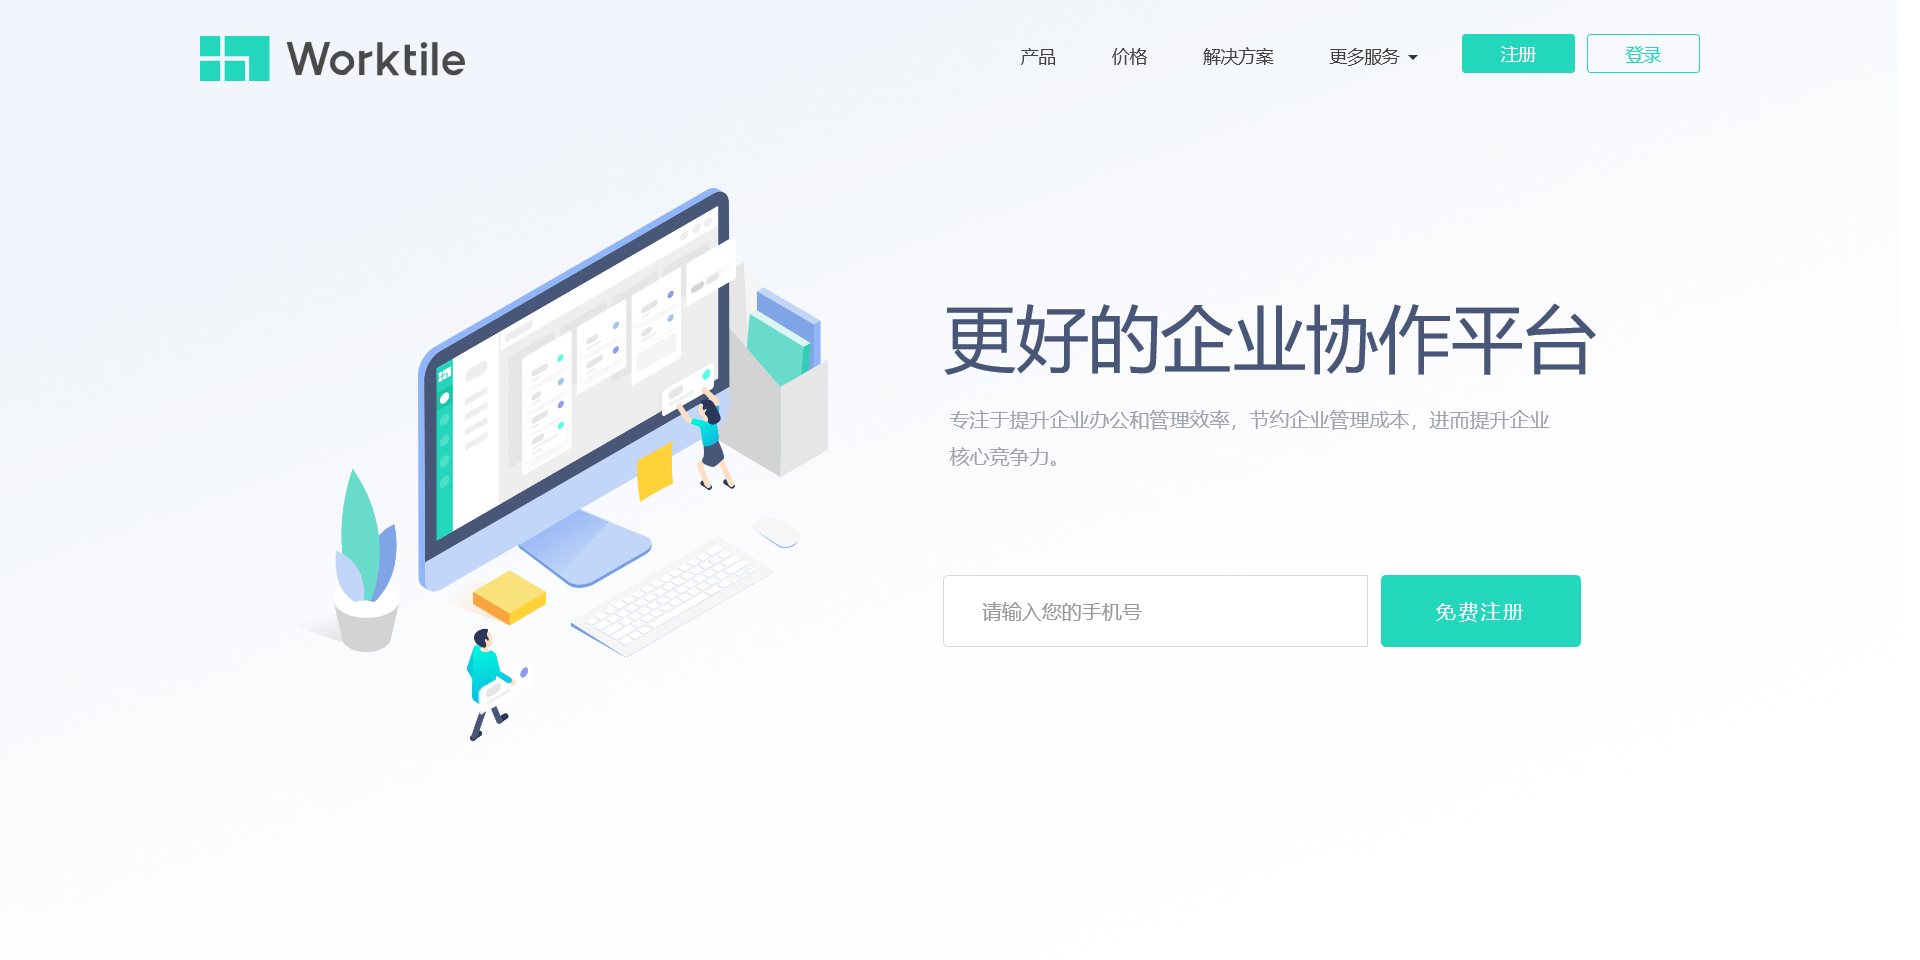 Worktile
产品
价格
解决方案
更多服务
注册
登录
更好的企业协作平台
专注于提升企业办公和管理效率，节约企业管理成本，进而提升企业
核心竞争力。
请输入您的手机号
免费注册